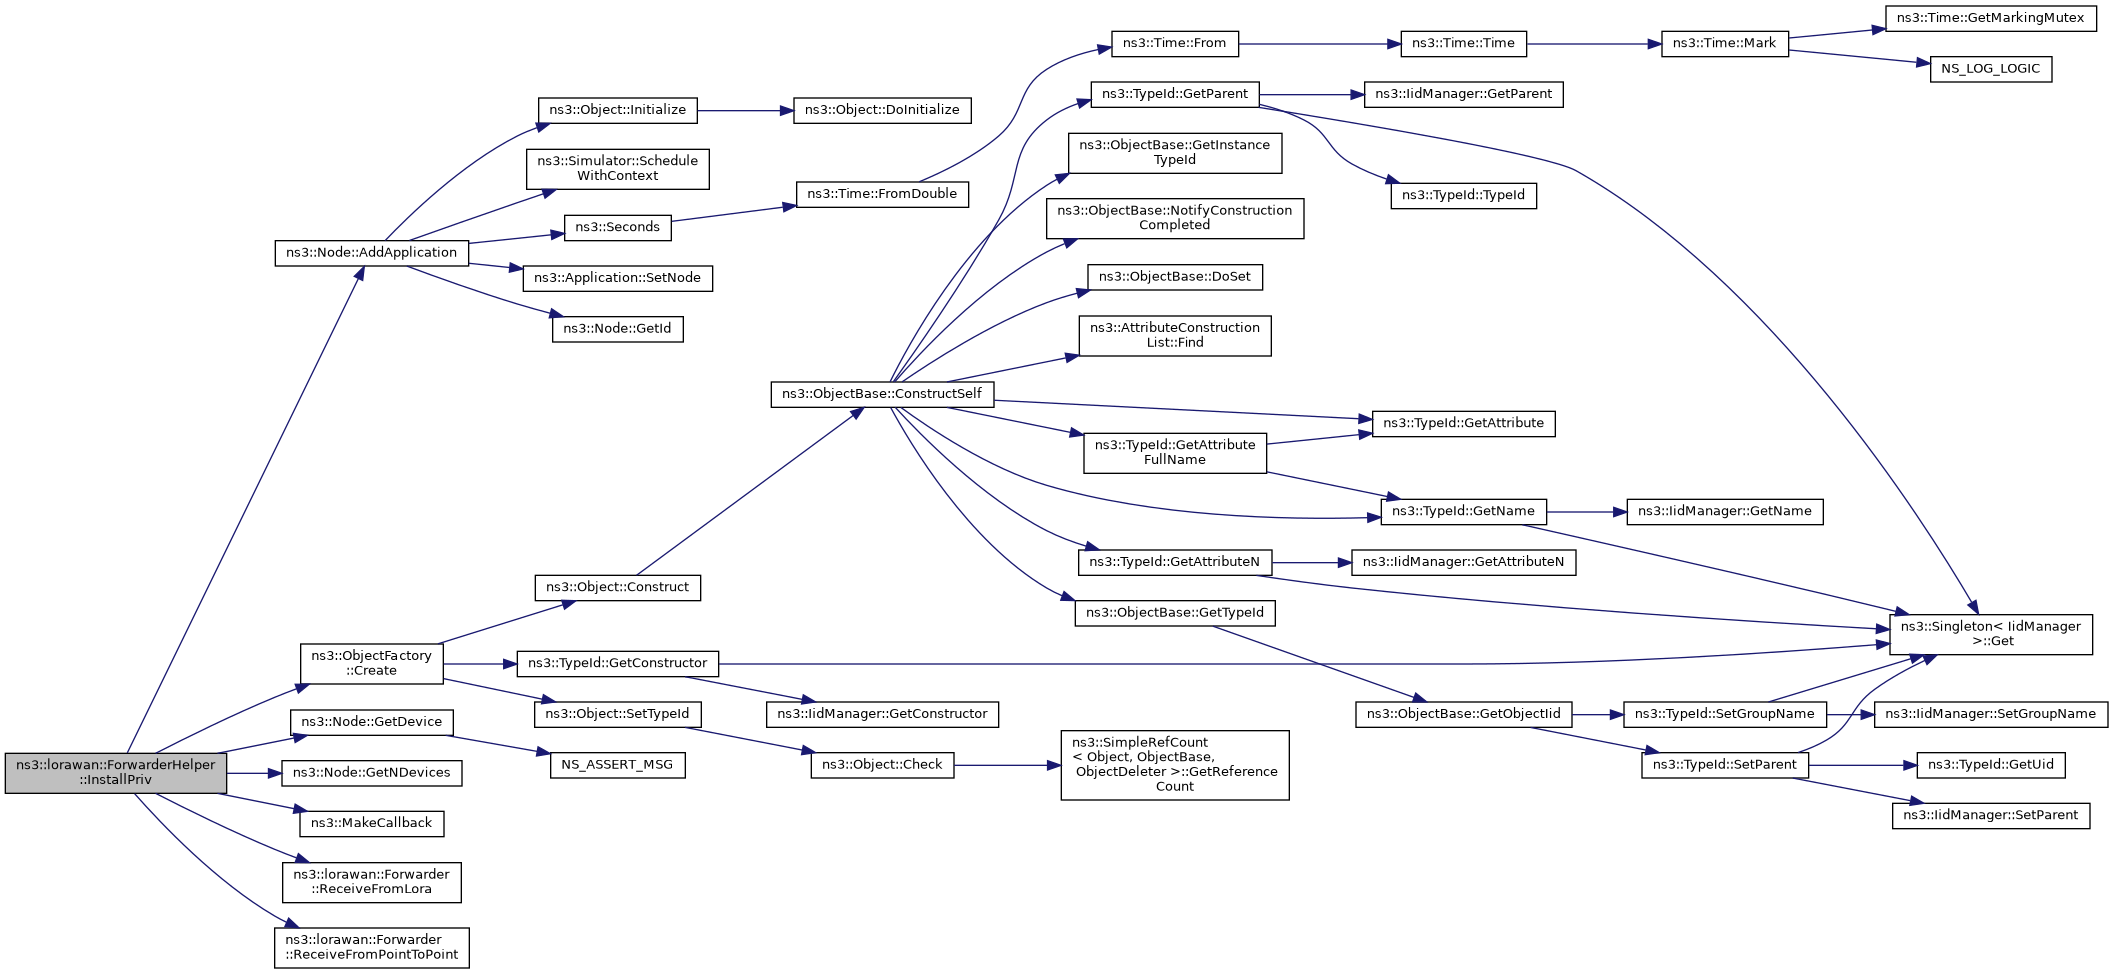 ns3::lorawan::ForwarderHelper
::InstallPriv
ns3::Node::AddApplication
ns3::Object::Initialize
ns3::Object::DoInitialize
ns3::Simulator::Schedule
WithContext
ns3::Seconds
ns3::Time::FromDouble
ns3::Time::From
ns3::Time::Time
ns3::Time::Mark
ns3::Time::GetMarkingMutex
NS_LOG_LOGIC
ns3::Application::SetNode
ns3::Node::GetId
ns3::ObjectFactory
::Create
ns3::Object::Construct
ns3::ObjectBase::ConstructSelf
ns3::TypeId::GetParent
ns3::IidManager::GetParent
ns3::TypeId::TypeId
ns3::ObjectBase::GetInstance
TypeId
ns3::ObjectBase::NotifyConstruction
Completed
ns3::ObjectBase::DoSet
ns3::AttributeConstruction
List::Find
ns3::TypeId::GetAttribute
ns3::TypeId::GetAttribute
FullName
ns3::TypeId::GetName
ns3::IidManager::GetName
ns3::TypeId::GetAttributeN
ns3::IidManager::GetAttributeN
ns3::ObjectBase::GetTypeId
ns3::Singleton< IidManager
>::Get
ns3::ObjectBase::GetObjectIid
ns3::TypeId::SetGroupName
ns3::IidManager::SetGroupName
ns3::TypeId::SetParent
ns3::TypeId::GetUid
ns3::IidManager::SetParent
ns3::TypeId::GetConstructor
ns3::IidManager::GetConstructor
ns3::Object::SetTypeId
ns3::Object::Check
ns3::SimpleRefCount
< Object, ObjectBase,
ObjectDeleter >::GetReference
Count
ns3::Node::GetDevice
NS_ASSERT_MSG
ns3::Node::GetNDevices
ns3::MakeCallback
ns3::lorawan::Forwarder
::ReceiveFromLora
ns3::lorawan::Forwarder
::ReceiveFromPointToPoint